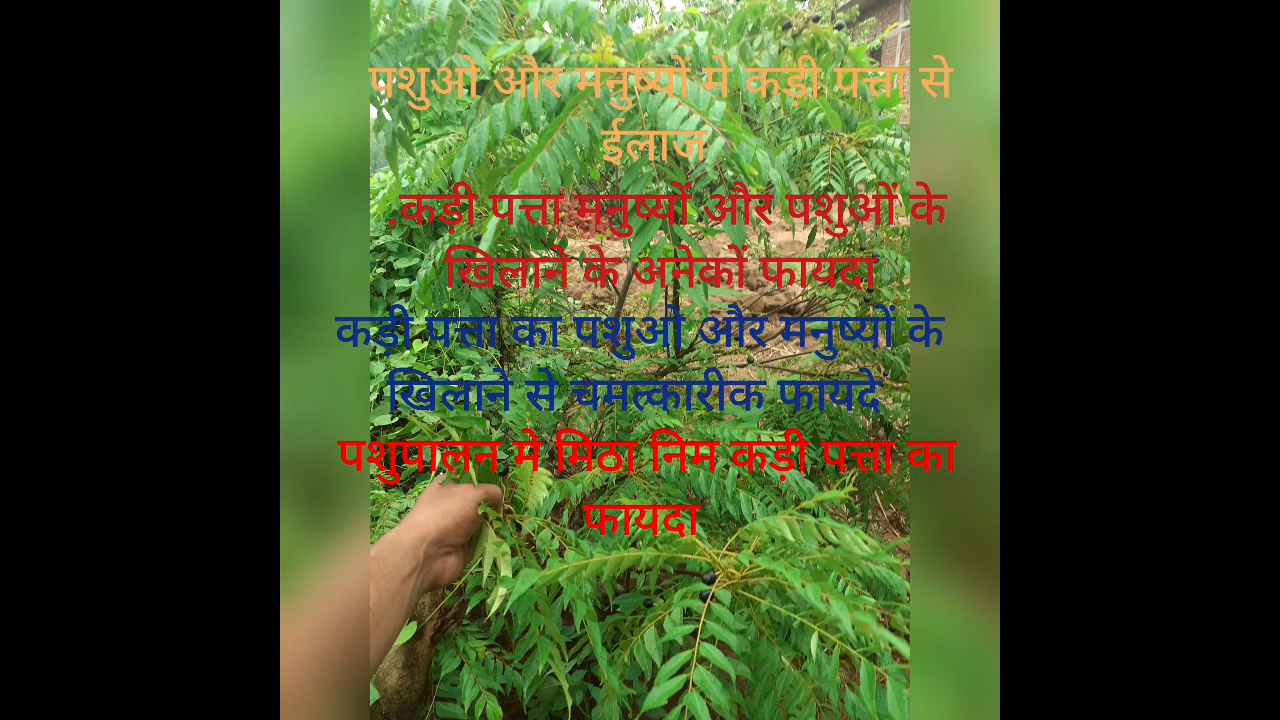 पशुओ और मनुष्यों मे कड़ी पत्ता से
ईलाज
.कड़ी पत्ता मनुष्यों और पशुओं के
खिलाने के अनेकों फायदा
कड़ी पत्ता का पशुओ और मनुष्यों के
खिलाने से चमत्कारीक फायदे
पशुपालन मे मिठा निम कड़ी पत्ता का
फायदा